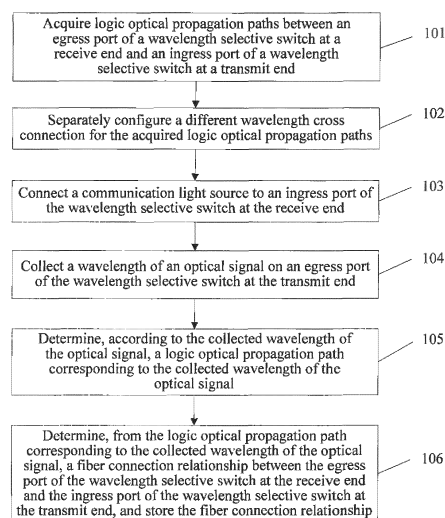 Acquire logic optical propagation paths between an
egress port of a wavelength selective switch at a
receive end and an ingress port of a wavelength
selective switch at a transmit end
101
Separately configure a different wavelength cross
connection for the acquired logic optical propagation paths
102
Connect a communication light source to an ingress port of
the wavelength selective switch at the receive end
103
Collect a wavelength of an optical signal on an egress port
of the wavelength selective switch at the transmit end
104
Determine, according to the collected wavelength of
the optical signal, a logic optical propagation path
corresponding to the collected wavelength of the
optical signal
105
Determine, from the logic optical propagation path
corresponding to the collected wavelength of the optical
signal, a fiber connection relationship between the egress
port of the wavelength selective switch at the receive end
and the ingress port of the wavelength selective switch at
the transmit end, and store the fiber connection relationship
106